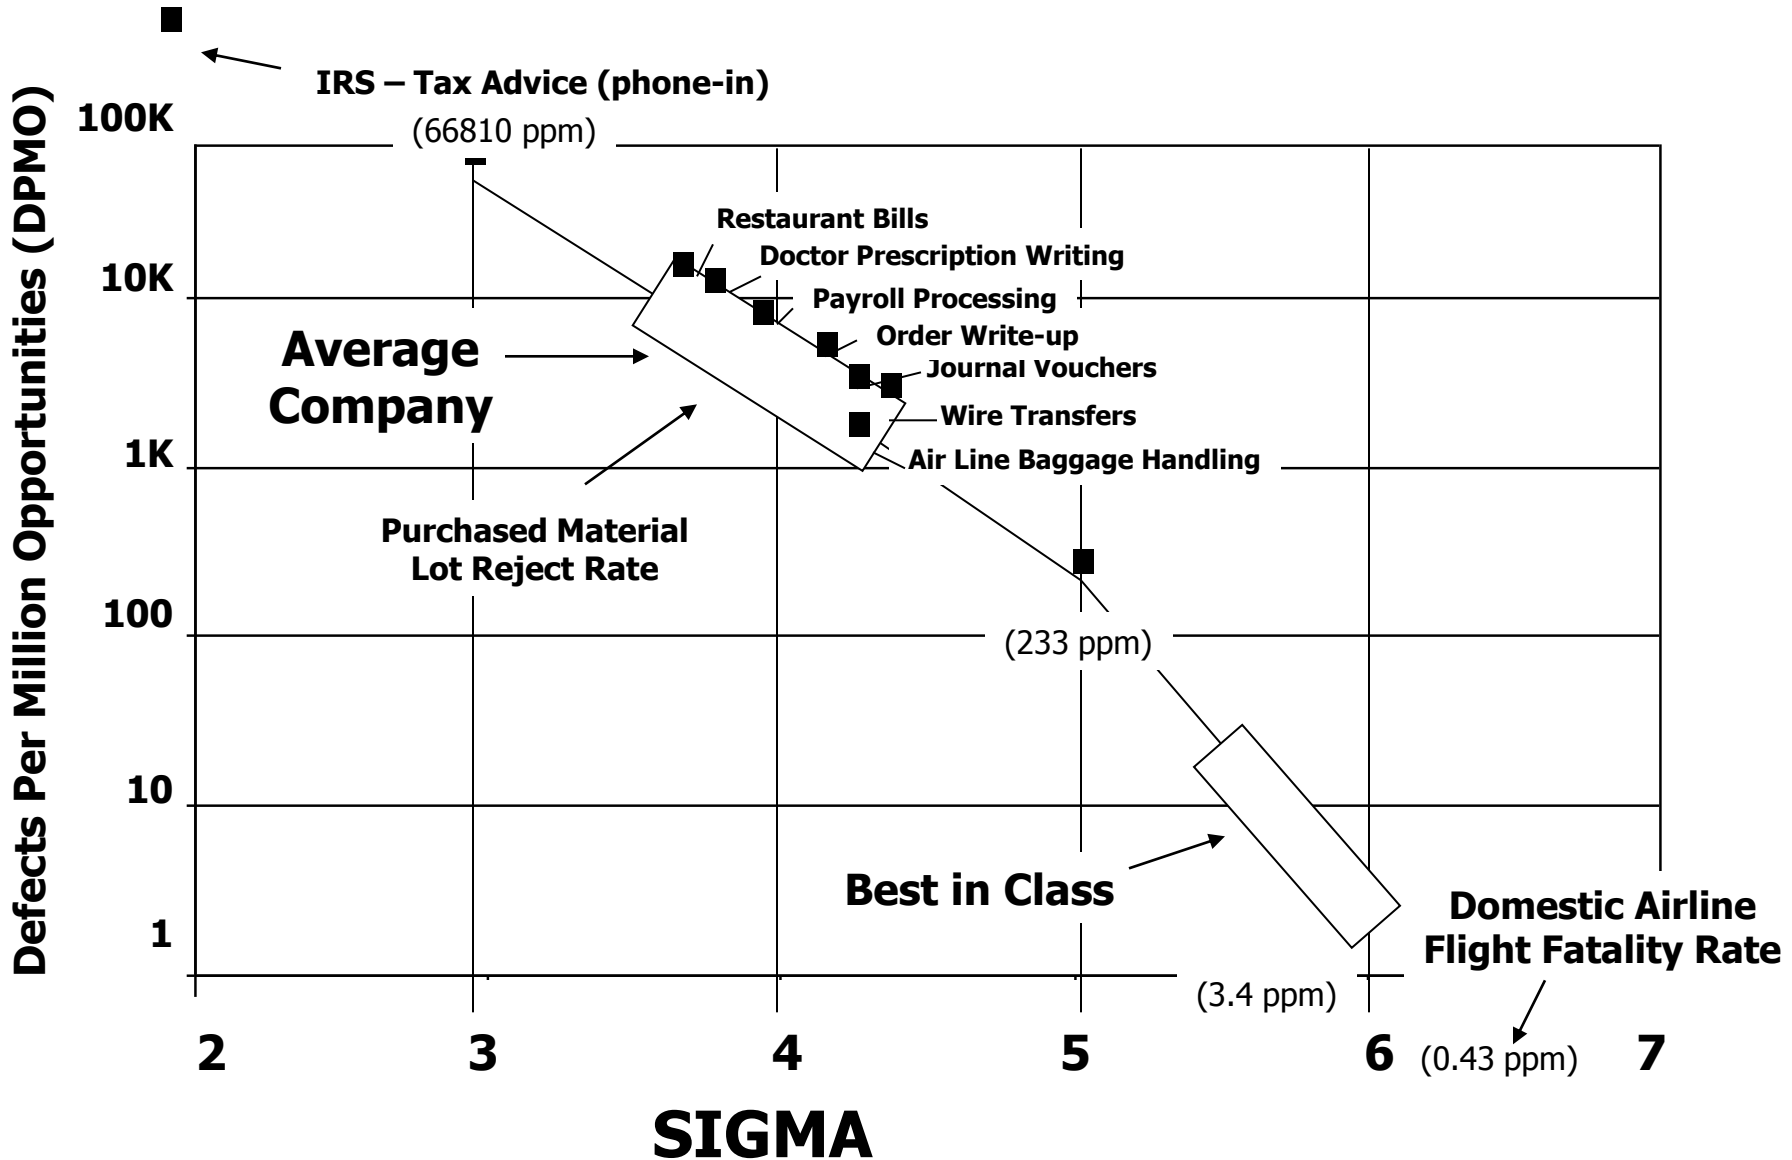 IRS – Tax Advice (phone-in)
100K
(66810 ppm)
Defects Per Million Opportunities (DPMO)
Restaurant Bills
Doctor Prescription Writing
10K
Payroll Processing
Order Write-up
Average
Company
Journal Vouchers
Wire Transfers
1K
Air Line Baggage Handling
Purchased Material
Lot Reject Rate
100
(233 ppm)
10
Best in Class
Domestic Airline
Flight Fatality Rate
1
(3.4 ppm)
2
3
4
5
6
(0.43 ppm)
7
SIGMA